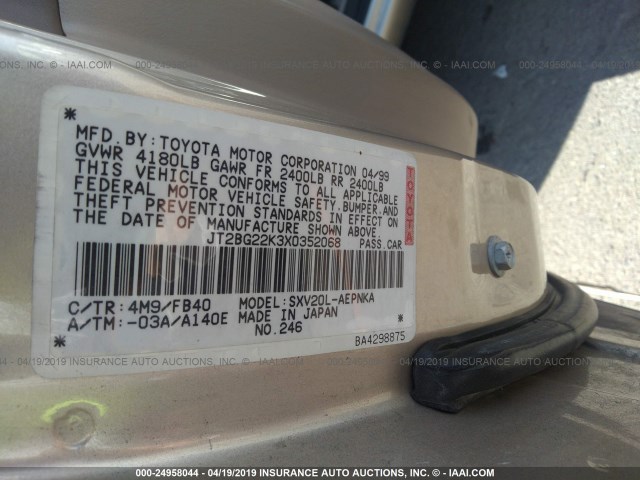 MFD. BY: TOYOTA MOTOR CORPORATION 04/99
GVWR 4180LB GAWR FR 2400LB RR 2400LB
THIS VEHICLE CONFORMS TO ALL APPLICABLE
FEDERAL MOTOR VEHICLE SAFETY, BUMPER, AND
THEFT PREVENTION STANDARDS IN EFFECT ON
THE DATE OF MANUFACTURE SHOWN ABOVE.
JT2BG22K3X0352068 PASS.CAR
TOYOTA
C/TR: 4M9/FB40 MODEL: SXV20L-AEPNKA
A/TM: -03A/A140E MADE IN JAPAN
NO.246
BA4298875
000-24958044 - 04/19/2019 INSURANCE AUTO AUCTIONS, INC. - IAAI.COM